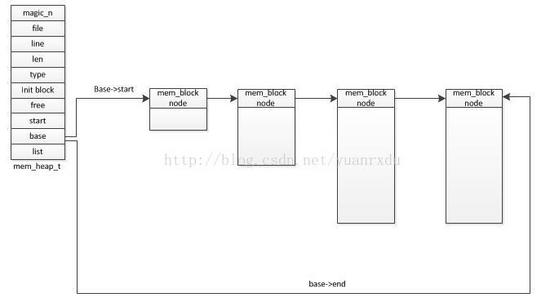 magic_n
file
line
len
type
Init block
free
start
base
list
mem_heap_t
Base->start
mem_block
node
mem_block
node
mem_block
node
mem_block
node
http://blog.csdn.net/yuanrxdu
base->end